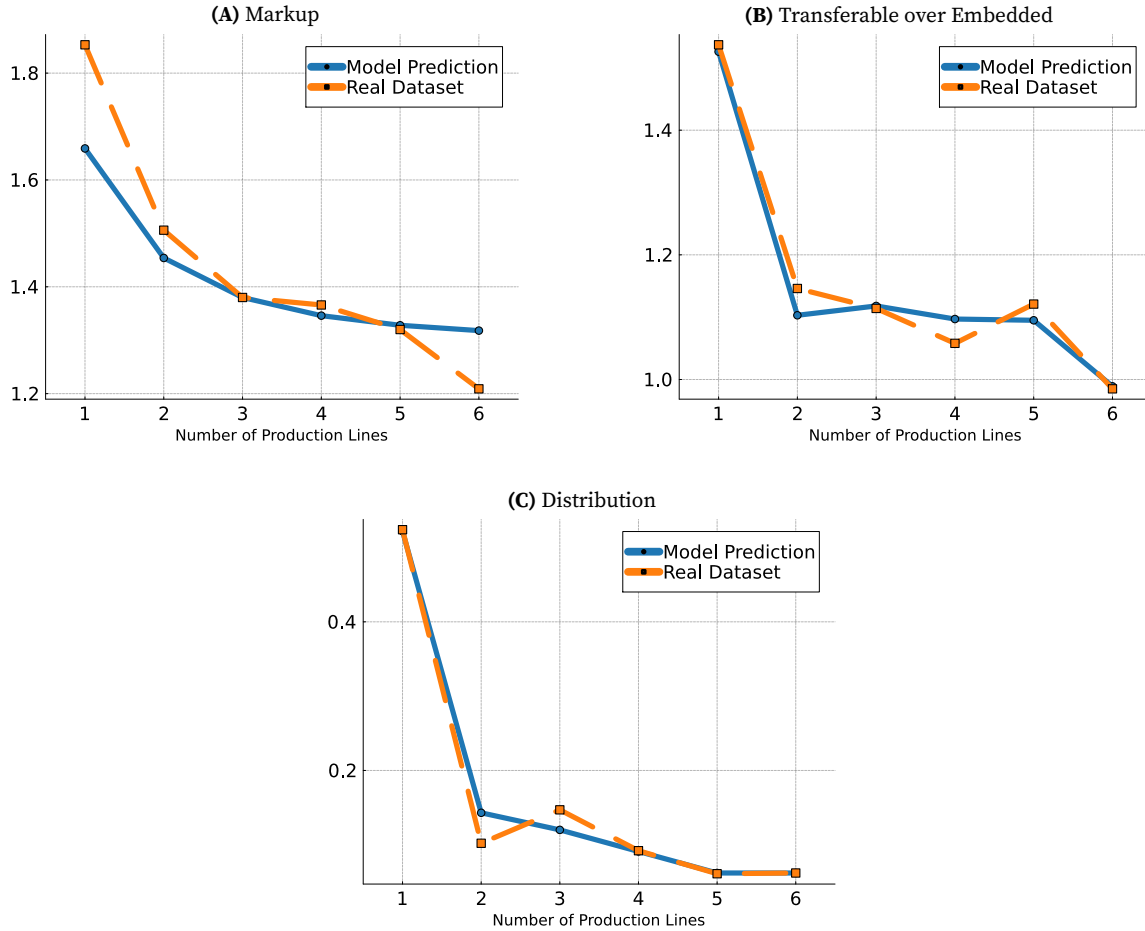 (A) Markup
1.8
1.6
1.4
1.2
Model Prediction
Real Dataset
1 2 3 4 5 6
Number of Production Lines
(B) Transferable over Embedded
1.4
1.2
1.0
Model Prediction
Real Dataset
1 2 3 4 5 6
Number of Production Lines
(C) Distribution
0.4
0.2
Model Prediction
Real Dataset
1 2 3 4 5 6
Number of Production Lines